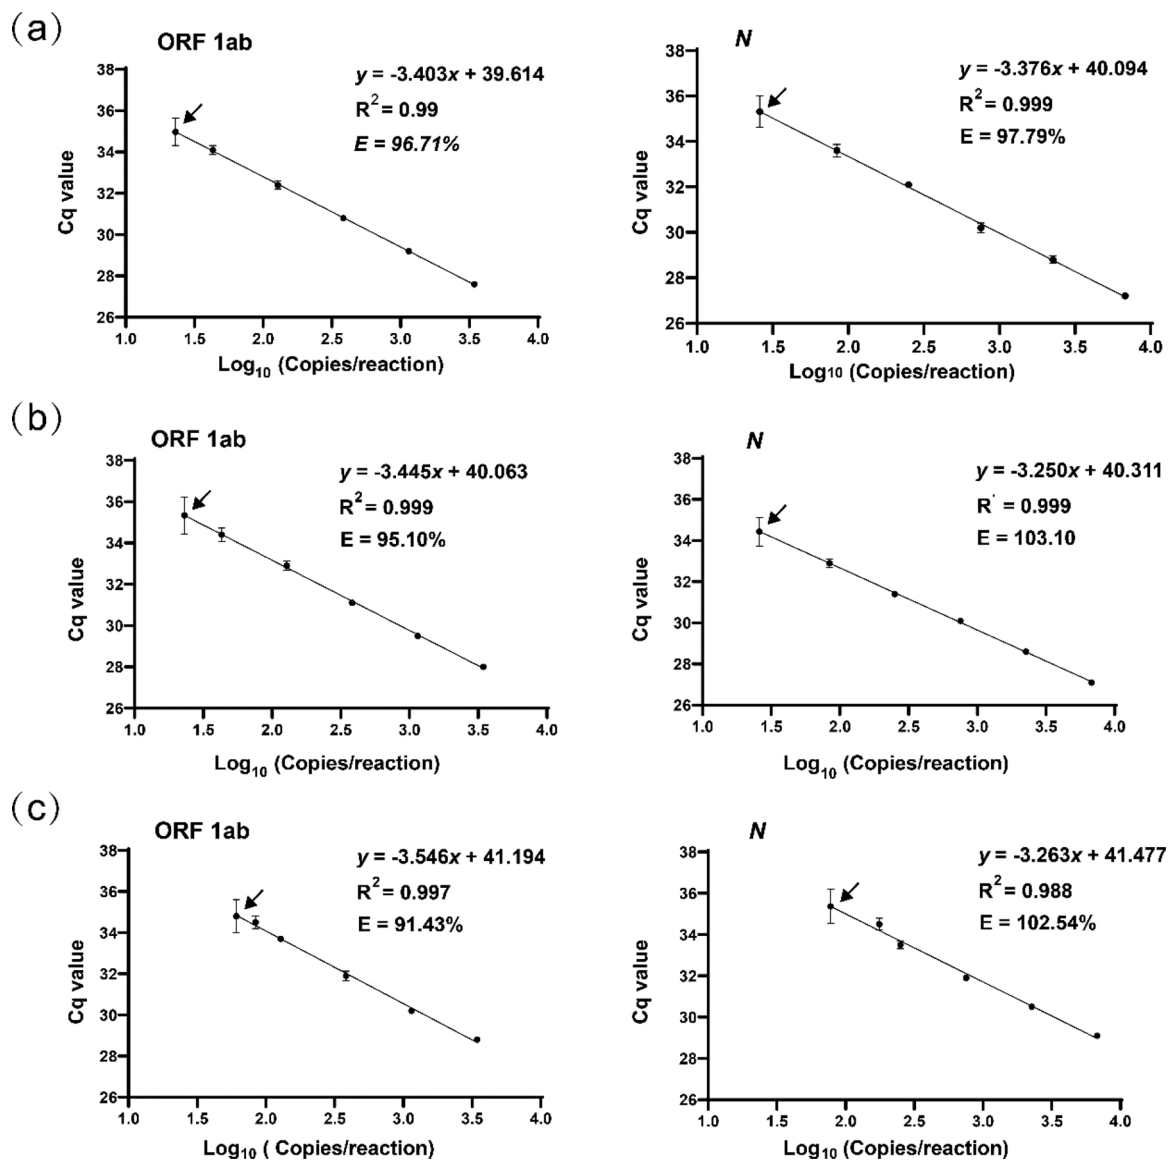 (a)
ORF 1ab
y = -3.403x + 39.614
R2 = 0.99
E = 96.71%
Cq value
38
36
34
32
30
28
26
1.0 1.5 2.0 2.5 3.0 3.5 4.0
Log10 (Copies/reaction)
N
y = -3.376x + 40.094
R2 = 0.999
E = 97.79%
Cq value
38
36
34
32
30
28
26
1.0 1.5 2.0 2.5 3.0 3.5 4.0
Log10 (Copies/reaction)
(b)
ORF 1ab
y = -3.445x + 40.063
R2 = 0.999
E = 95.10%
Cq value
38
36
34
32
30
28
26
1.0 1.5 2.0 2.5 3.0 3.5 4.0
Log10 (Copies/reaction)
N
y = -3.250x + 40.311
R = 0.999
E = 103.10
Cq value
38
36
34
32
30
28
26
1.0 1.5 2.0 2.5 3.0 3.5 4.0
Log10 (Copies/reaction)
(c)
ORF 1ab
y = -3.546x + 41.194
R2 = 0.997
E = 91.43%
Cq value
38
36
34
32
30
28
26
1.0 1.5 2.0 2.5 3.0 3.5 4.0
Log10 ( Copies/reaction)
N
y = -3.263x + 41.477
R2 = 0.988
E = 102.54%
Cq value
38
36
34
32
30
28
26
1.0 1.5 2.0 2.5 3.0 3.5 4.0
Log10 (Copies/reaction)